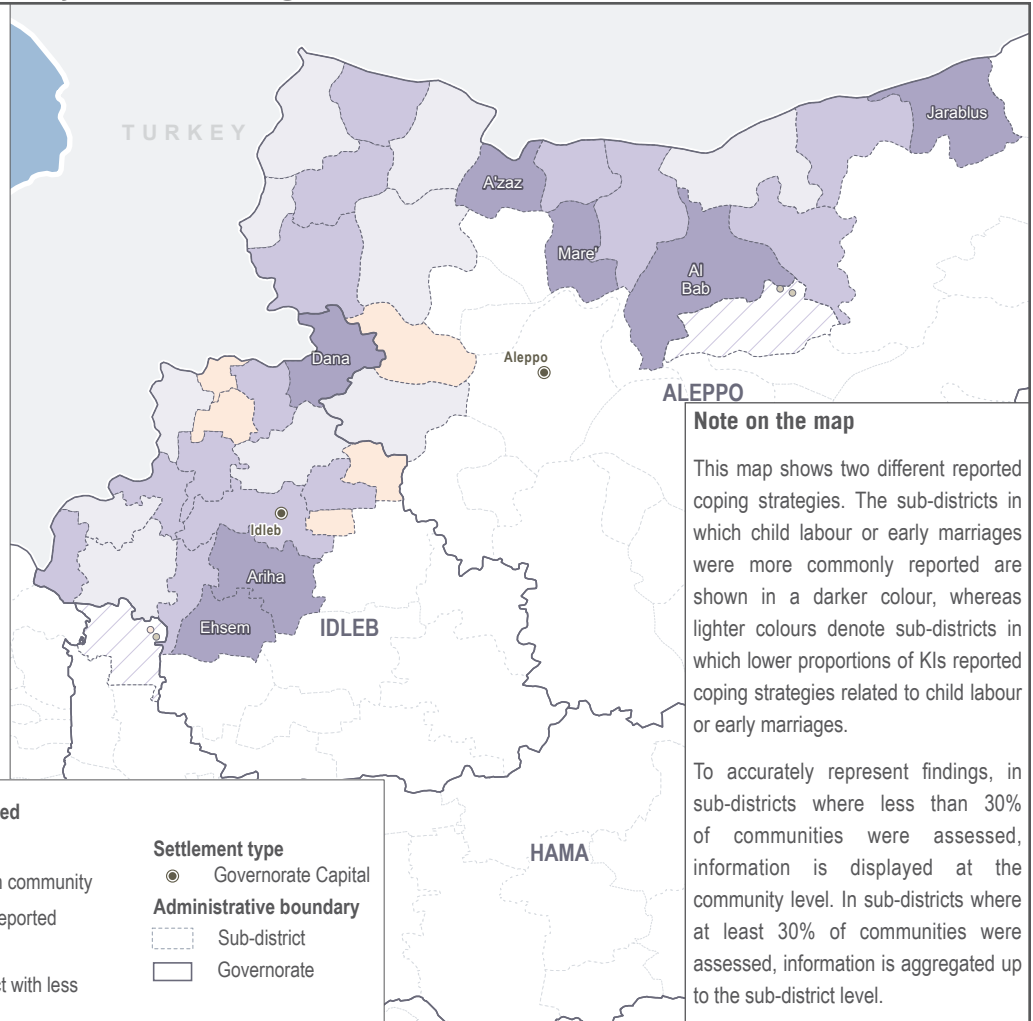 TURKEY
Jarablus
A'zaz
Mare'
Al
Bab
Dana
Aleppo
ALEPPO
Idleb
Ariha
Ehsem
IDLEB
HAMA
Note on the map
This map shows two different reported
coping strategies. The sub-districts in
which child labour or early marriages
were more commonly reported are
shown in a darker colour, whereas
lighter colours denote sub-districts in
which lower proportions of KIs reported
coping strategies related to child labour
or early marriages.
To accurately represent findings, in
sub-districts where less than 30%
of communities were assessed,
information is displayed at the
community level. In sub-districts where
at least 30% of communities were
assessed, information is aggregated up
to the sub-district level.
community
Settlement type
Governorate Capital
Administrative boundary
Sub-district
Governorate
with less